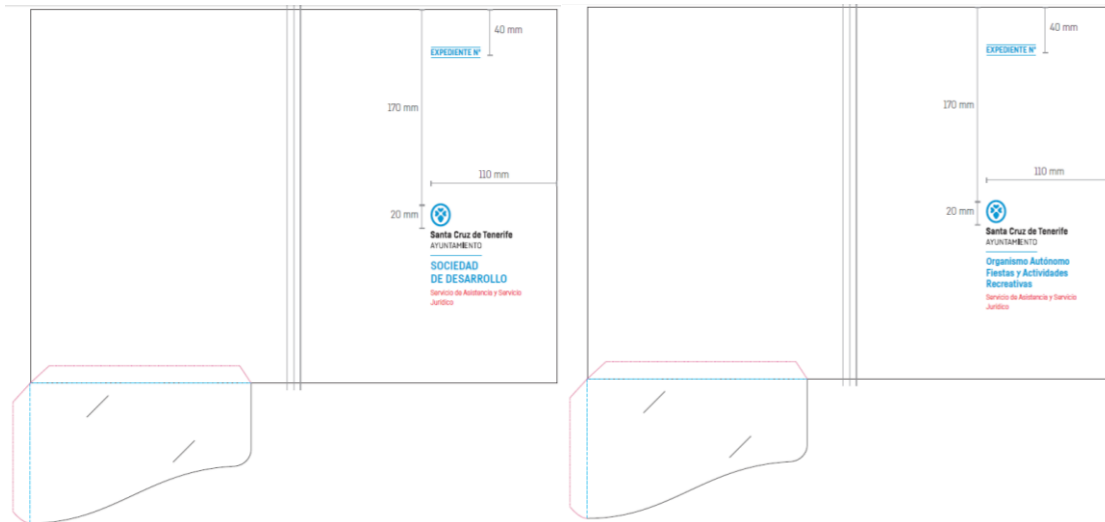 40 mm
EXPEDIENTE Nº
170 mm
110 mm
20 mm
Santa Cruz de Tenerife
AYUNTAMIENTO
SOCIEDAD
DE DESARROLLO
Servicio de Asistencia y Servicio
Jurídico
40 mm
EXPEDIENTE Nº
170 mm
110 mm
20 mm
Santa Cruz de Tenerife
AYUNTAMIENTO
Organismo Autónomo
Fiestas y Actividades
Recreativas
Servicio de Asistencia y Servicio
Jurídico